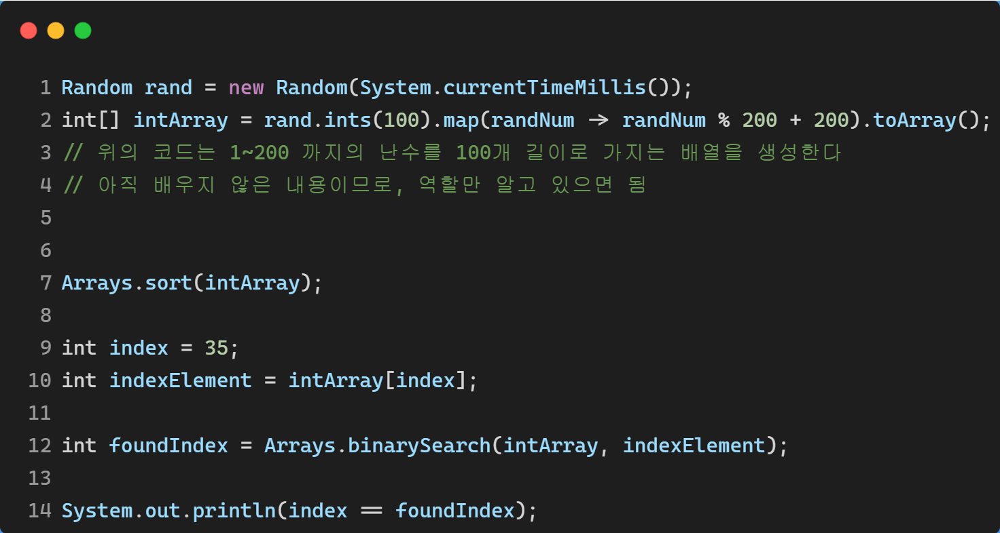 1 Random rand = new Random(System.currentTimeMillis());
2 int[] intArray = rand.ints(100).map(randNum -> randNum % 200 + 200).toArray();
3 // 위의 코드는 1~200 까지의 난수를 100개 길이로 가지는 배열을 생성한다
4 // 아직 배우지 않은 내용이므로, 역할만 알고 있으면 됨
5
6
7 Arrays.sort(intArray);
8
9 int index = 35;
10 int indexElement = intArray[index];
11
12 int foundIndex = Arrays.binarySearch(intArray, indexElement);
13
14 System.out.println(index == foundIndex);